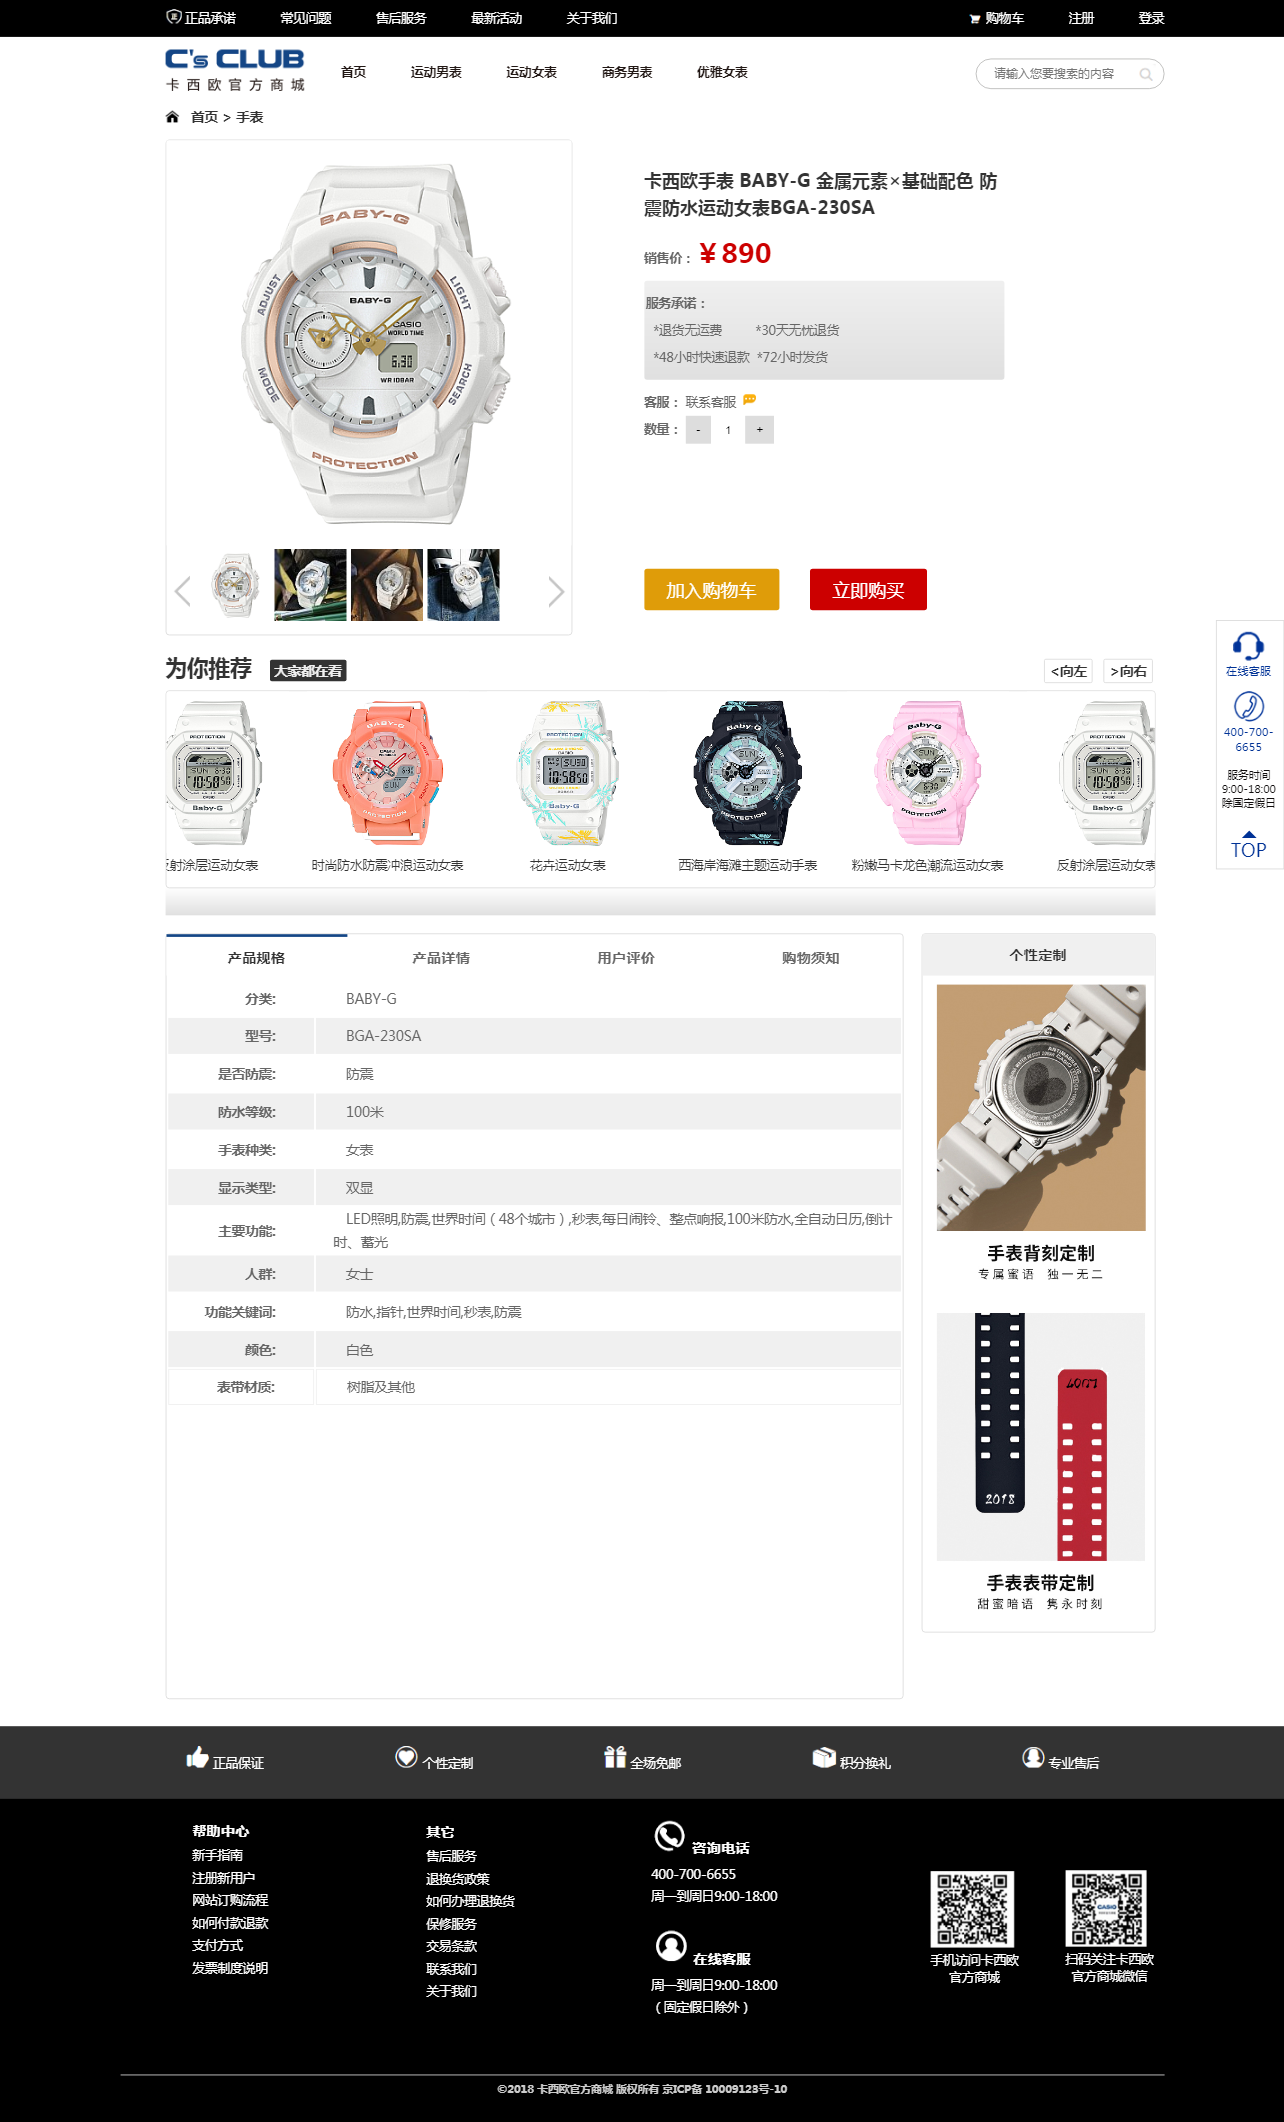 正品承诺 常见问题 售后服务 最新活动 关于我们 购物车 注册 登录
C's CLUB
卡西欧官方商城
首页 运动男表 运动女表 商务男表 优雅女表 请输入您要搜索的内容
首页 > 手表
BABY-G
ADJUST
LIGHT
BABY-G
CASIO
WORLD TIME
6:30
WR 10BAR
MODE
SEARCH
PROTECTION
卡西欧手表 BABY-G 金属元素×基础配色 防
震防水运动女表BGA-230SA
销售价： ¥ 890
服务承诺：
*退货无运费 *30天无忧退货
*48小时快速退款 *72小时发货
客服： 联系客服
数量： - 1 +
加入购物车 立即购买
在线客服
400-700-
6655
服务时间
9:00-18:00
除国定假日
TOP
为你推荐 大家都在看 <向左 >向右
反射涂层运动女表 时尚防水防震冲浪运动女表 花卉运动女表 西海岸海滩主题运动手表 粉嫩马卡龙色潮流运动女表 反射涂层运动女表
产品规格 产品详情 用户评价 购物须知
分类: BABY-G
型号: BGA-230SA
是否防震: 防震
防水等级: 100米
手表种类: 女表
显示类型: 双显
主要功能: LED照明,防震,世界时间（48个城市）,秒表,每日闹铃、整点响报,100米防水,全自动日历,倒计
时、蓄光
人群: 女士
功能关键词: 防水,指针,世界时间,秒表,防震
颜色: 白色
表带材质: 树脂及其他
个性定制
手表背刻定制
专属蜜语 独一无二
2018
手表表带定制
甜蜜暗语 隽永时刻
正品保证 个性定制 全场免邮 积分换礼 专业售后
帮助中心
新手指南
注册新用户
网站订购流程
如何付款退款
支付方式
发票制度说明
其它
售后服务
退换货政策
如何办理退换货
保修服务
交易条款
联系我们
关于我们
咨询电话
400-700-6655
周一到周日9:00-18:00
在线客服
周一到周日9:00-18:00
（固定假日除外）
手机访问卡西欧
官方商城
CASIO
扫码关注卡西欧
官方商城微信
©2018 卡西欧官方商城 版权所有 京ICP备 10009123号-10